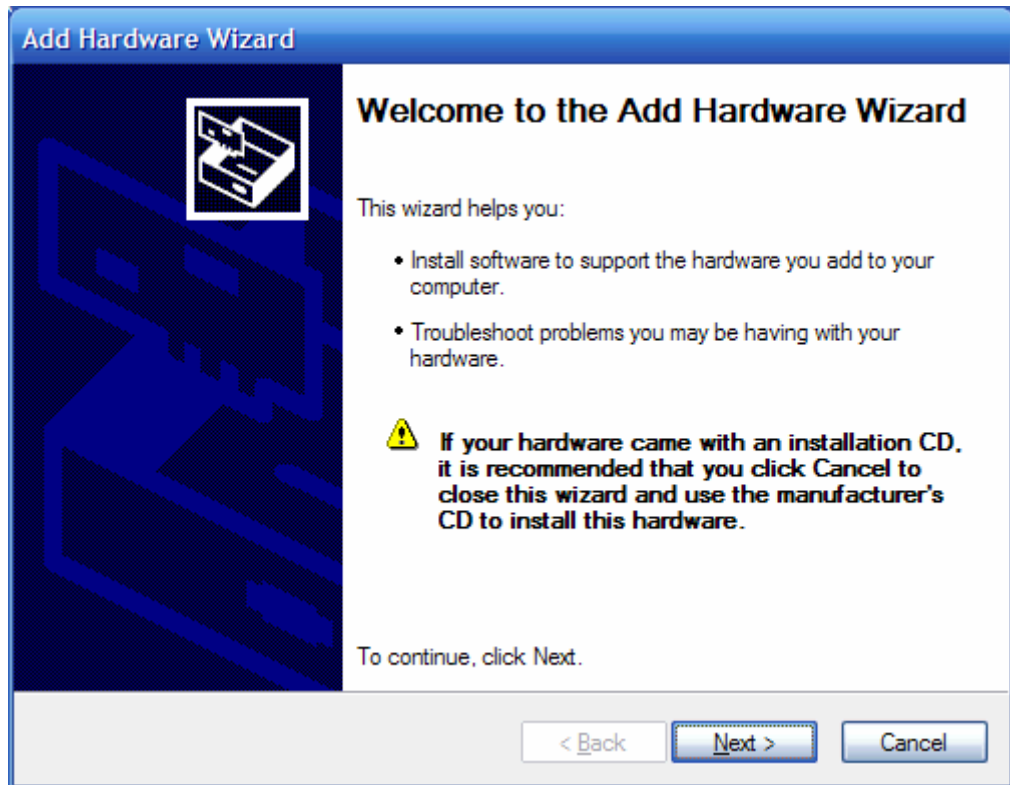 Add Hardware Wizard
Welcome to the Add Hardware Wizard
This wizard helps you:
• Install software to support the hardware you add to your
computer.
• Troubleshoot problems you may be having with your
hardware.
If your hardware came with an installation CD,
it is recommended that you click Cancel to
close this wizard and use the manufacturer's
CD to install this hardware.
To continue, click Next.
< Back
Next >
Cancel